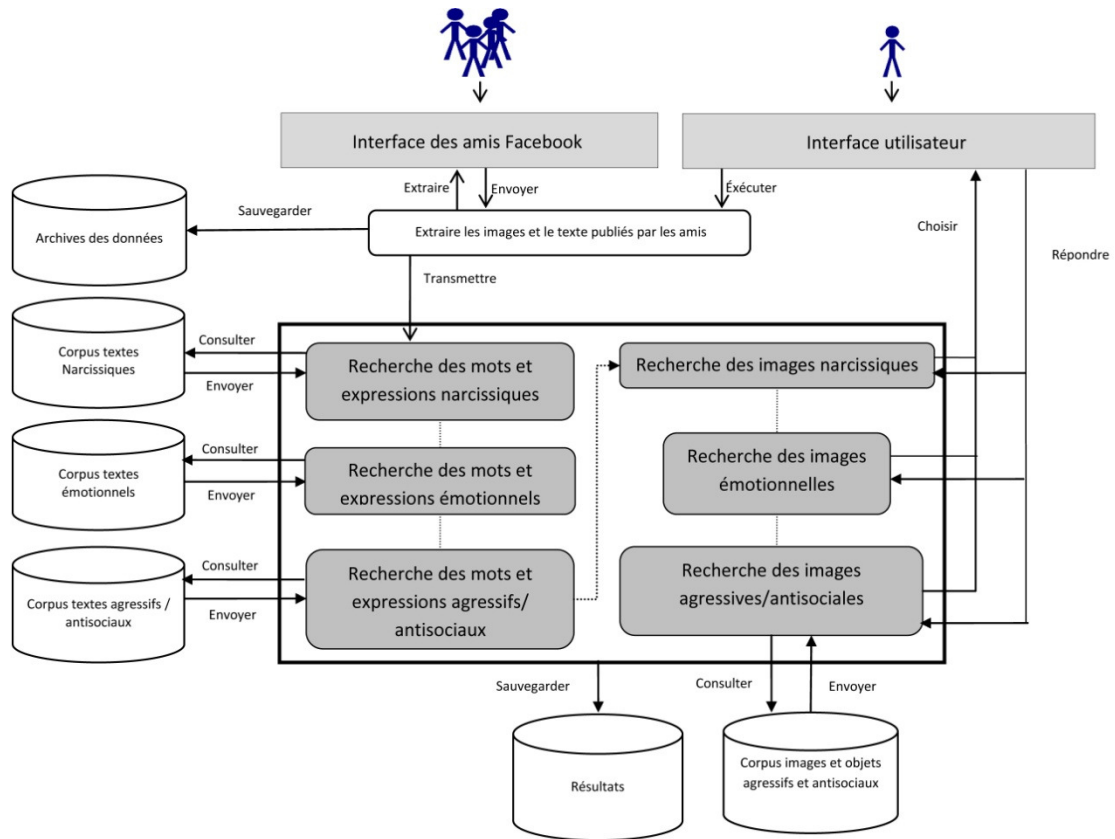 Interface des amis Facebook
Interface utilisateur
Extraire
Envoyer
Éxécuter
Sauvegarder
Archives des données
Extraire les images et le texte publiés par les amis
Choisir
Répondre
Transmettre
Corpus textes
Narcissiques
Consulter
Envoyer
Recherche des mots et
expressions narcissiques
Recherche des images narcissiques
Corpus textes
émotionnels
Consulter
Envoyer
Recherche des mots et
expressions émotionnels
Recherche des images
émotionnelles
Corpus textes agressifs /
antisociaux
Consulter
Envoyer
Recherche des mots et
expressions agressifs/
antisociaux
Recherche des images
agressives/antisociales
Sauvegarder
Consulter
Envoyer
Résultats
Corpus images et objets
agressifs et antisociaux